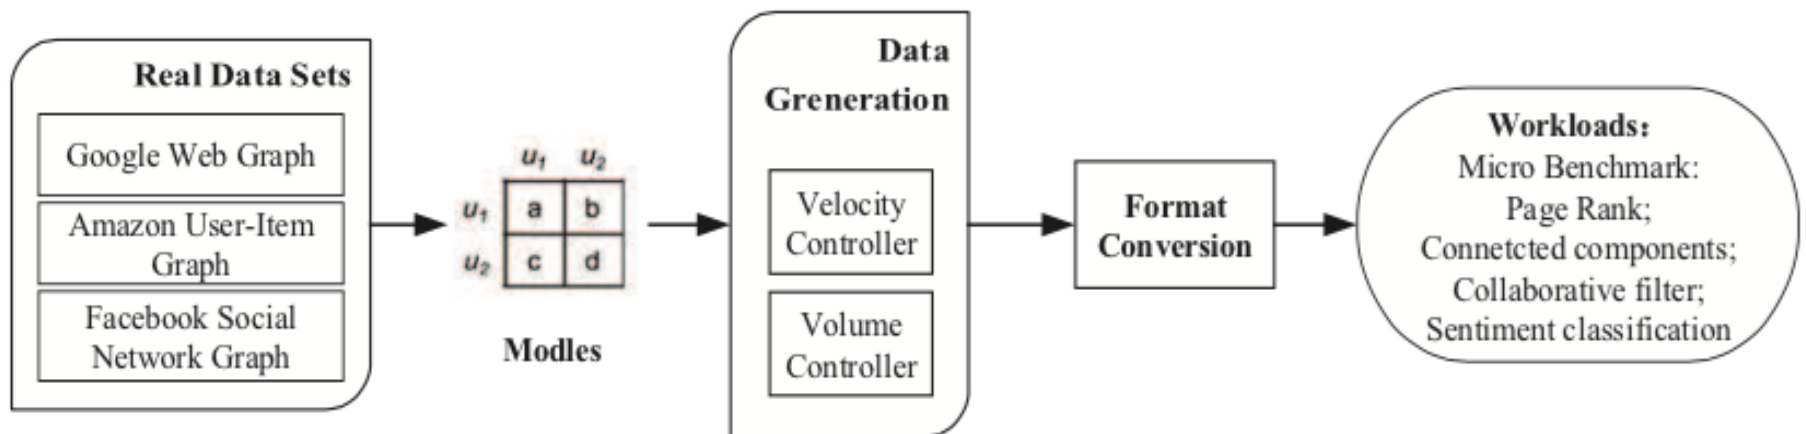 Real Data Sets
Google Web Graph
Amazon User-Item
Graph
Facebook Social
Network Graph
u1 u2
u1 a b
u2 c d
Modles
Data
Greneration
Velocity
Controller
Volume
Controller
Format
Conversion
Workloads：
Micro Benchmark:
Page Rank;
Connetcted components;
Collaborative filter;
Sentiment classification